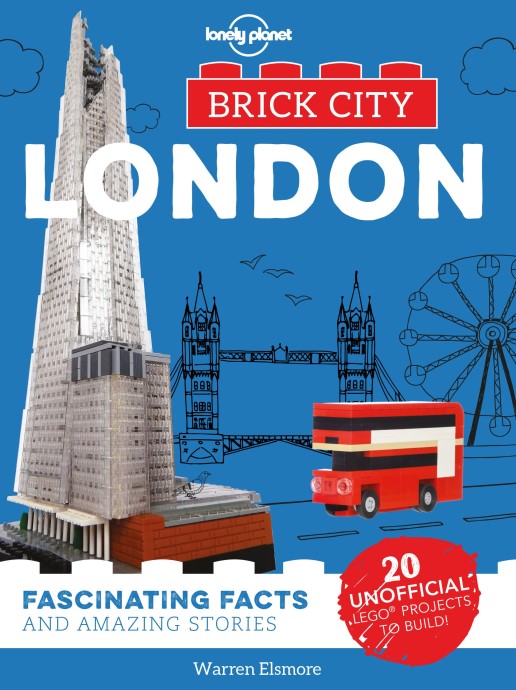 lonely planet
BRICK CITY
LONDON
FASCINATING FACTS
AND AMAZING STORIES
20
UNOFFICIAL
LEGO® PROJECTS
TO BUILD!
Warren Elsmore